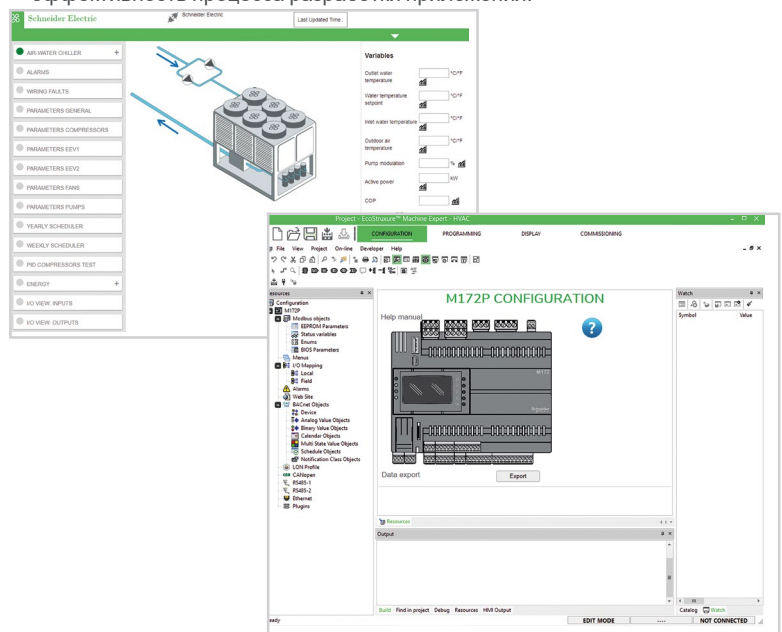 эффективность процесса разработки приложений.
Schneider Electric
Schneider Electric
Last Updated Time :
AIR-WATER CHILLER +
ALARMS
WIRING FAULTS
PARAMETERS GENERAL
PARAMETERS COMPRESSORS
PARAMETERS EEV1
PARAMETERS EEV2
PARAMETERS FANS
PARAMETERS PUMPS
YEARLY SCHEDULER
WEEKLY SCHEDULER
PID COMPRESSORS TEST
ENERGY +
I/O VIEW: INPUTS
I/O VIEW: OUTPUTS
Variables
Outlet water
temperature
°C/°F
Water temperature
setpoint
°C/°F
Inlet water temperature
°C/°F
Outdoor air
temperature
°C/°F
Pump modulation
%
Active power
kW
COP
Project - EcoStruxure™ Machine Expert - HVAC
CONFIGURATION PROGRAMMING DISPLAY COMMISSIONING
File View Project On-line Developer Help
Resources
Configuration
M172P
Modbus objects
EEPROM Parameters
Status variables
Enums
BIOS Parameters
Menus
I/O Mapping
Local
Field
Alarms
Web Site
BACnet Objects
Device
Analog Value Objects
Binary Value Objects
Calendar Objects
Multi State Value Objects
Schedule Objects
Notification Class Objects
LON Profile
CANopen
RS485-1
RS485-2
Ethernet
Plugins
M172P CONFIGURATION
Help manual
?
M172
Data export
Export
Resources
Output
Build Find in project Debug Resources HMI Output
Watch
Symbol Value
Catalog Watch
ready
EDIT MODE ---- NOT CONNECTED